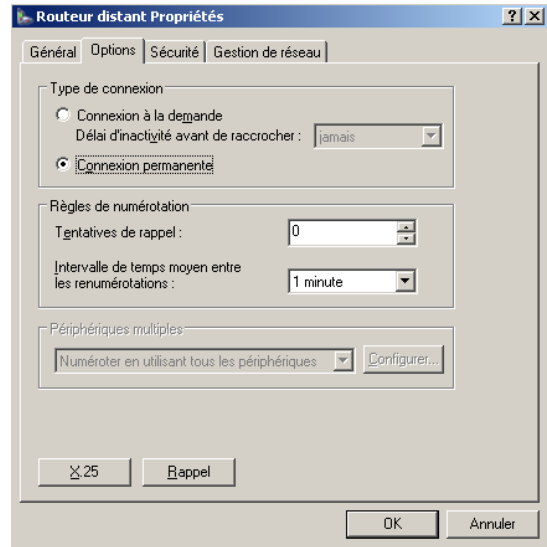 Routeur distant Propriétés
Général Options Sécurité Gestion de réseau
Type de connexion
Connexion à la demande
Délai d'inactivité avant de raccrocher : jamais
Connexion permanente
Règles de numérotation
Tentatives de rappel : 0
Intervalle de temps moyen entre
les renumérotations : 1 minute
Périphériques multiples
Numéroter en utilisant tous les périphériques Configurer...
X.25 Rappel
OK Annuler